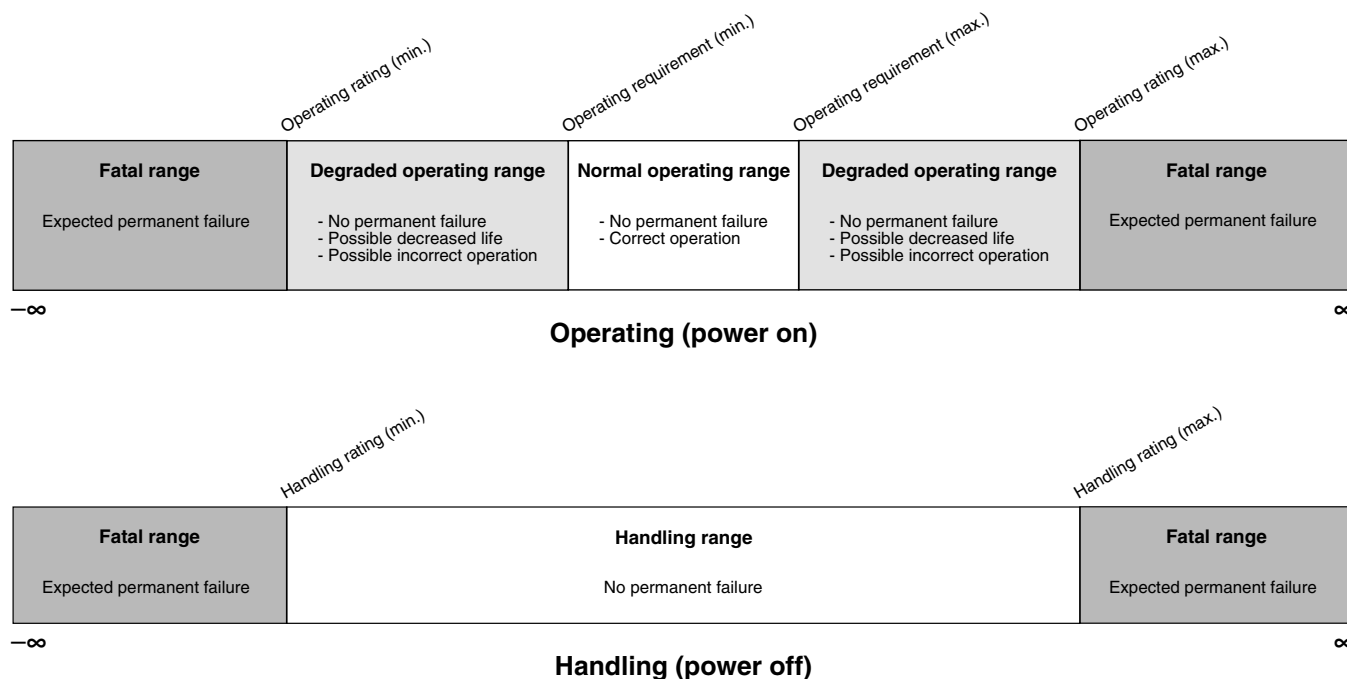 Operating rating (min.)
Operating requirement (min.)
Operating requirement (max.)
Operating rating (max.)
Fatal range
Degraded operating range
Normal operating range
Degraded operating range
Fatal range
Expected permanent failure
- No permanent failure
- Possible decreased life
- Possible incorrect operation
- No permanent failure
- Correct operation
- No permanent failure
- Possible decreased life
- Possible incorrect operation
Expected permanent failure
–∞
∞
Operating (power on)
Handling rating (min.)
Handling rating (max.)
Fatal range
Handling range
Fatal range
Expected permanent failure
No permanent failure
Expected permanent failure
–∞
∞
Handling (power off)